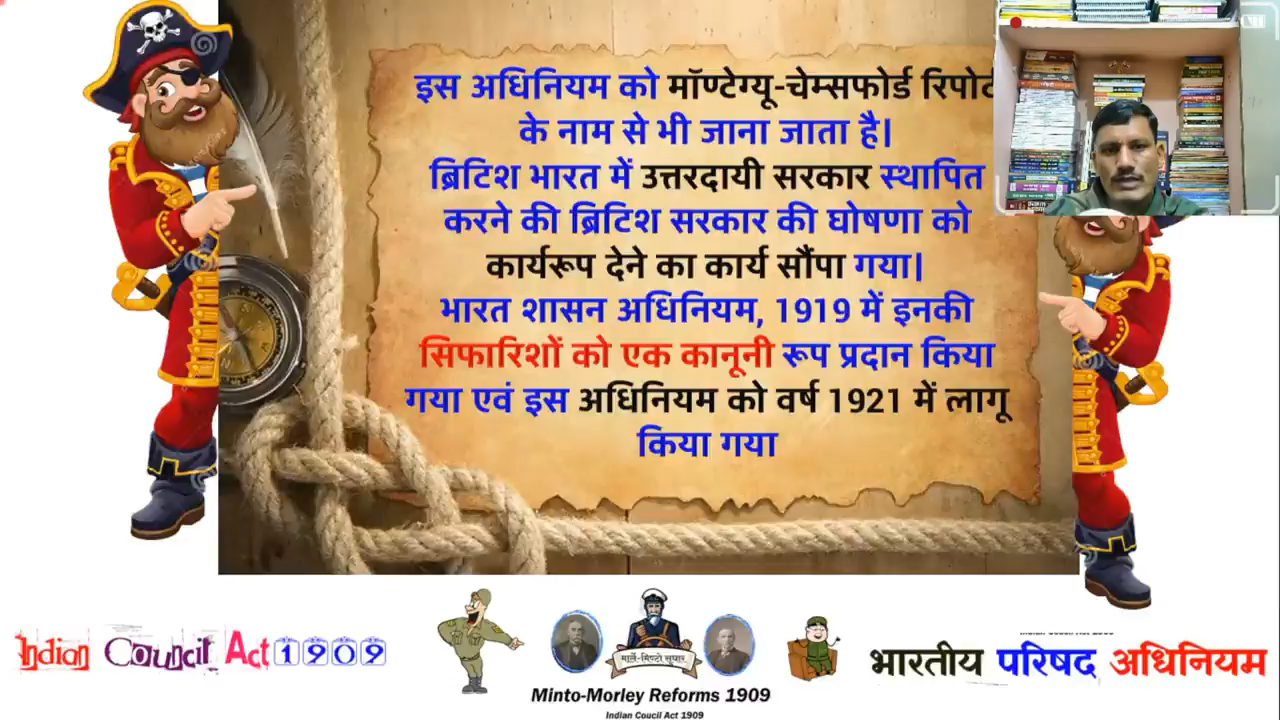 इस अधिनियम को मॉण्टेग्यू-चेम्सफोर्ड रिपोर्ट
के नाम से भी जाना जाता है|
ब्रिटिश भारत में उत्तरदायी सरकार स्थापित
करने की ब्रिटिश सरकार की घोषणा को
कार्यरूप देने का कार्य सौंपा गया|
भारत शासन अधिनियम, 1919 में इनकी
सिफारिशों को एक कानूनी रूप प्रदान किया
गया एवं इस अधिनियम को वर्ष 1921 में लागू
किया गया
Indian Council Act 1909
मार्ले-मिण्टो सुधार
Minto-Morley Reforms 1909
Indian Coucil Act 1909
भारतीय परिषद अधिनियम